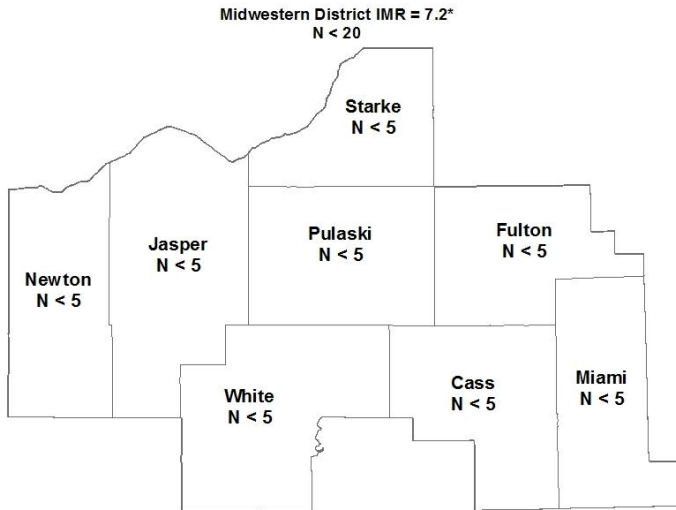 Midwestern District IMR = 7.2*
N < 20
Starke
N < 5
Jasper
N < 5
Pulaski
N < 5
Fulton
N < 5
Newton
N < 5
White
N < 5
Cass
N < 5
Miami
N < 5